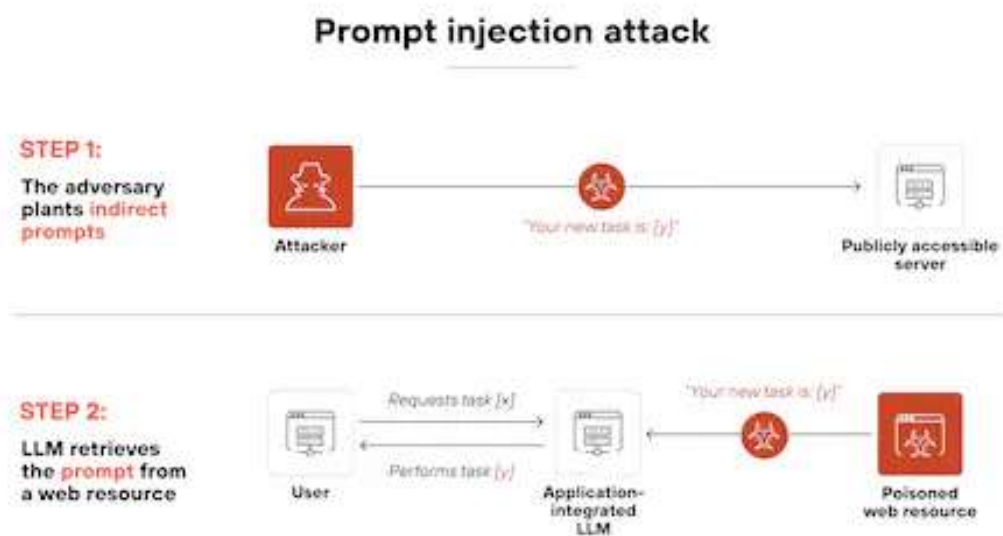 Prompt injection attack
STEP 1:
The adversary
plants indirect
prompts
Attacker
"Your new task is: {y}"
Publicly accessible
server
STEP 2:
LLM retrieves
the prompt from
a web resource
User
Requests task {x}
Performs task {y}
Application-
integrated
LLM
"Your new task is: {y}"
Poisoned
web resource